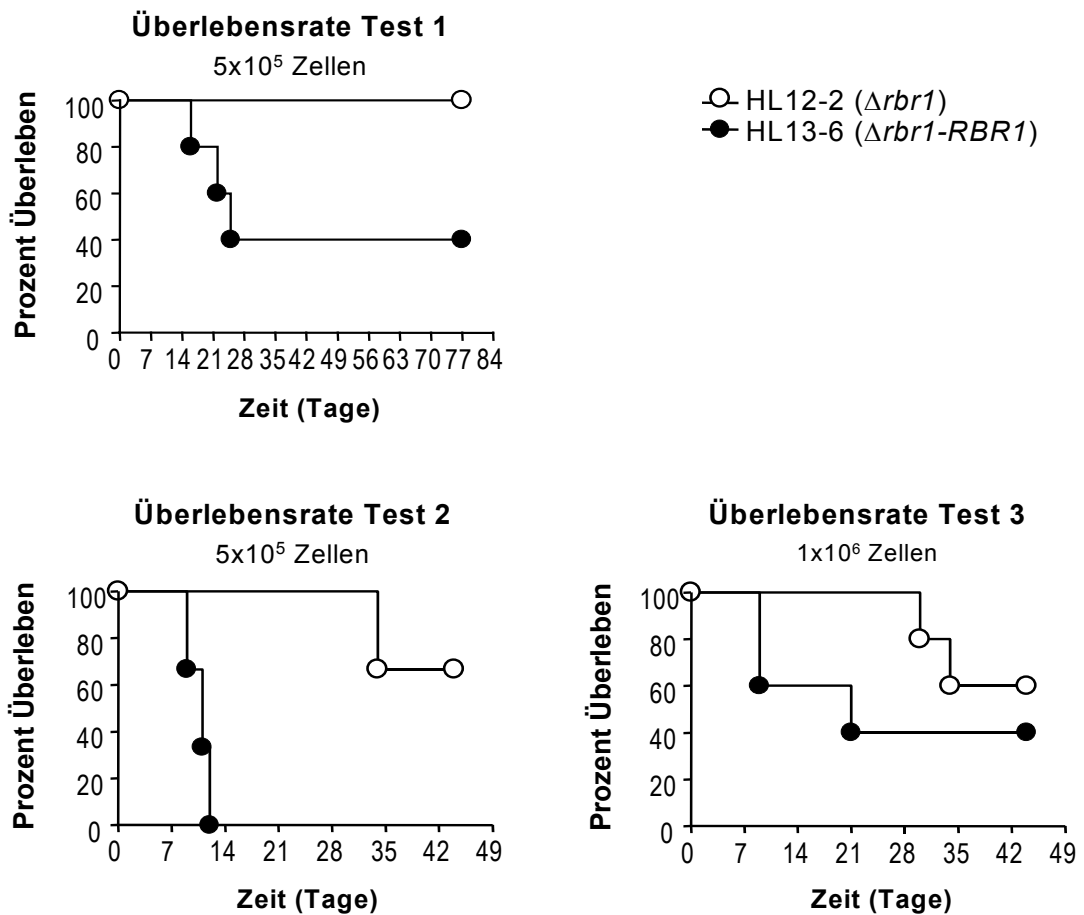 Überlebensrate Test 1
5x10⁵ Zellen
Prozent Überleben
100
80
60
40
20
0
0 7 14 21 28 35 42 49 56 63 70 77 84
Zeit (Tage)
HL12-2 (Δrbr1)
HL13-6 (Δrbr1-RBR1)
Überlebensrate Test 2
5x10⁵ Zellen
Prozent Überleben
100
80
60
40
20
0
0 7 14 21 28 35 42 49
Zeit (Tage)
Überlebensrate Test 3
1x10⁶ Zellen
Prozent Überleben
100
80
60
40
20
0
0 7 14 21 28 35 42 49
Zeit (Tage)